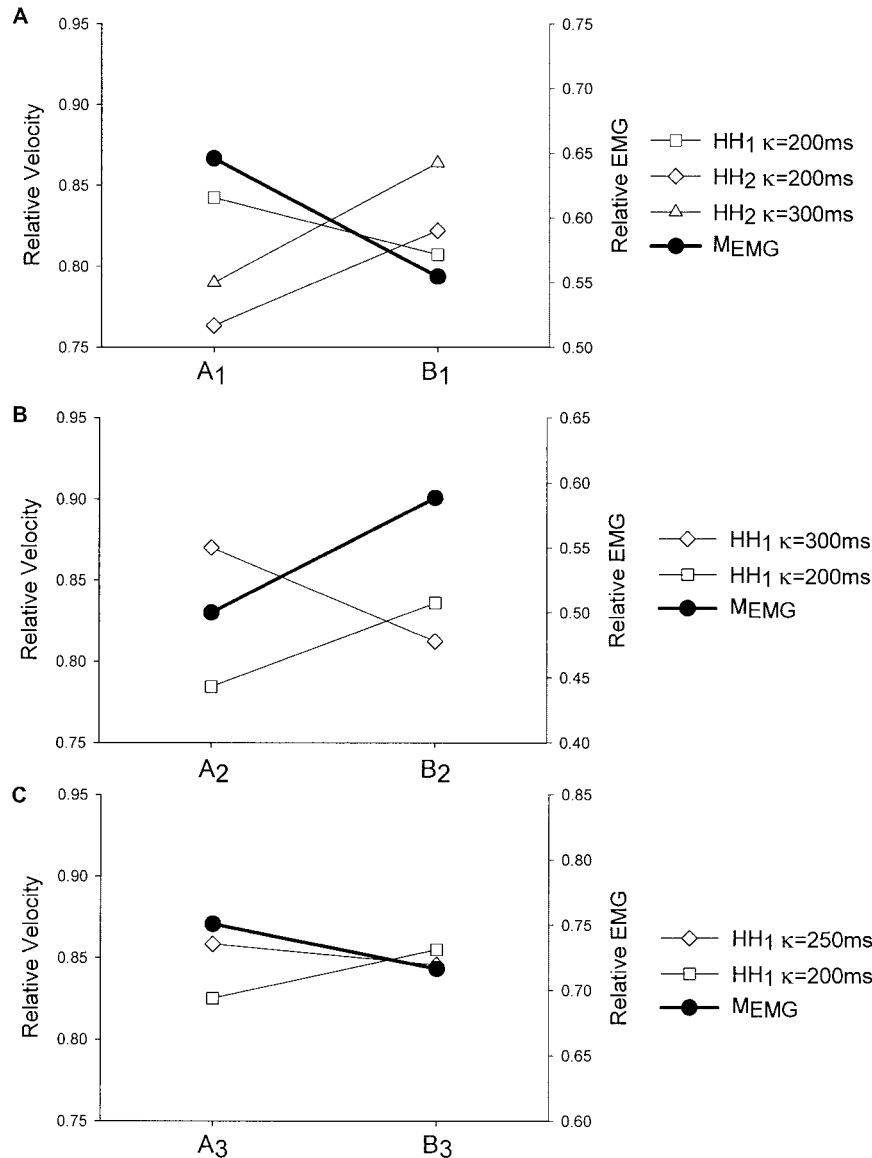 A
0.95
0.90
0.85
0.80
0.75
Relative Velocity
0.75
0.70
0.65
0.60
0.55
0.50
Relative EMG
A1
B1
HH1 κ=200ms
HH2 κ=200ms
HH2 κ=300ms
MEMG
B
0.95
0.90
0.85
0.80
0.75
Relative Velocity
0.65
0.60
0.55
0.50
0.45
0.40
Relative EMG
A2
B2
HH1 κ=300ms
HH1 κ=200ms
MEMG
C
0.95
0.90
0.85
0.80
0.75
Relative Velocity
0.85
0.80
0.75
0.70
0.65
0.60
Relative EMG
A3
B3
HH1 κ=250ms
HH1 κ=200ms
MEMG